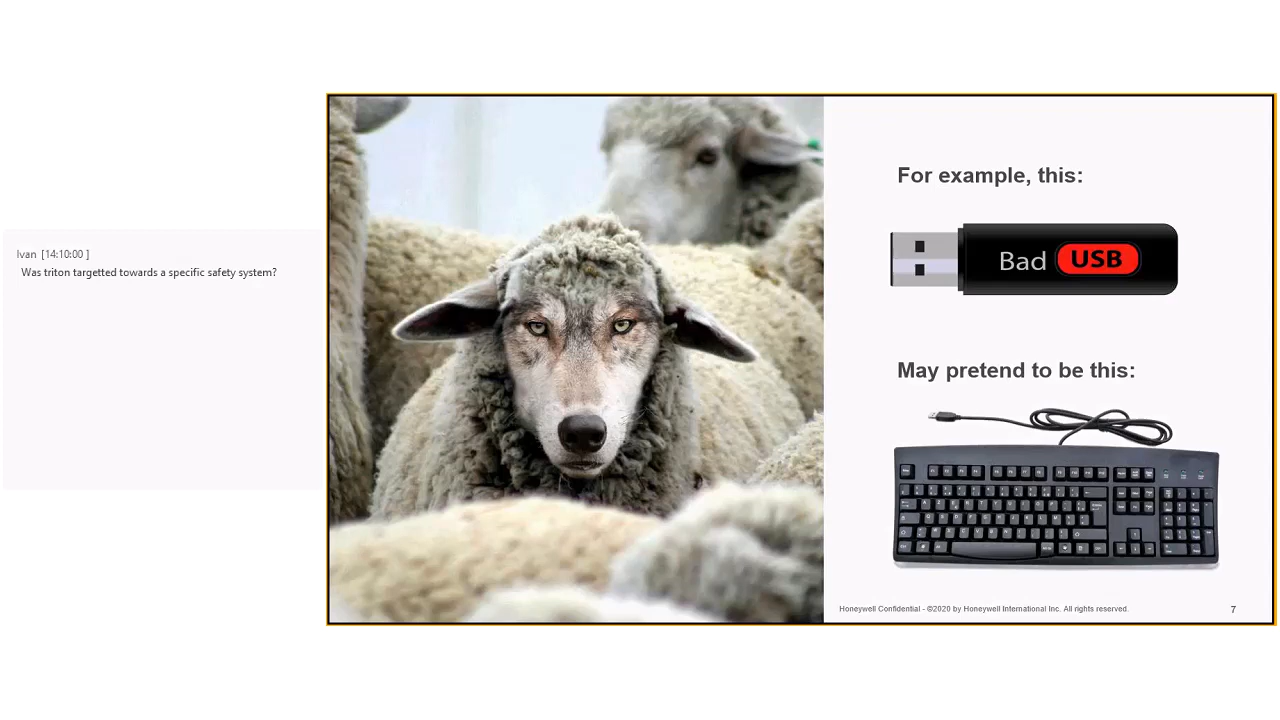 Ivan [14:10:00 ]
Was triton targetted towards a specific safety system?
For example, this:
Bad USB
May pretend to be this:
Honeywell Confidential - ©2020 by Honeywell International Inc. All rights reserved.
7